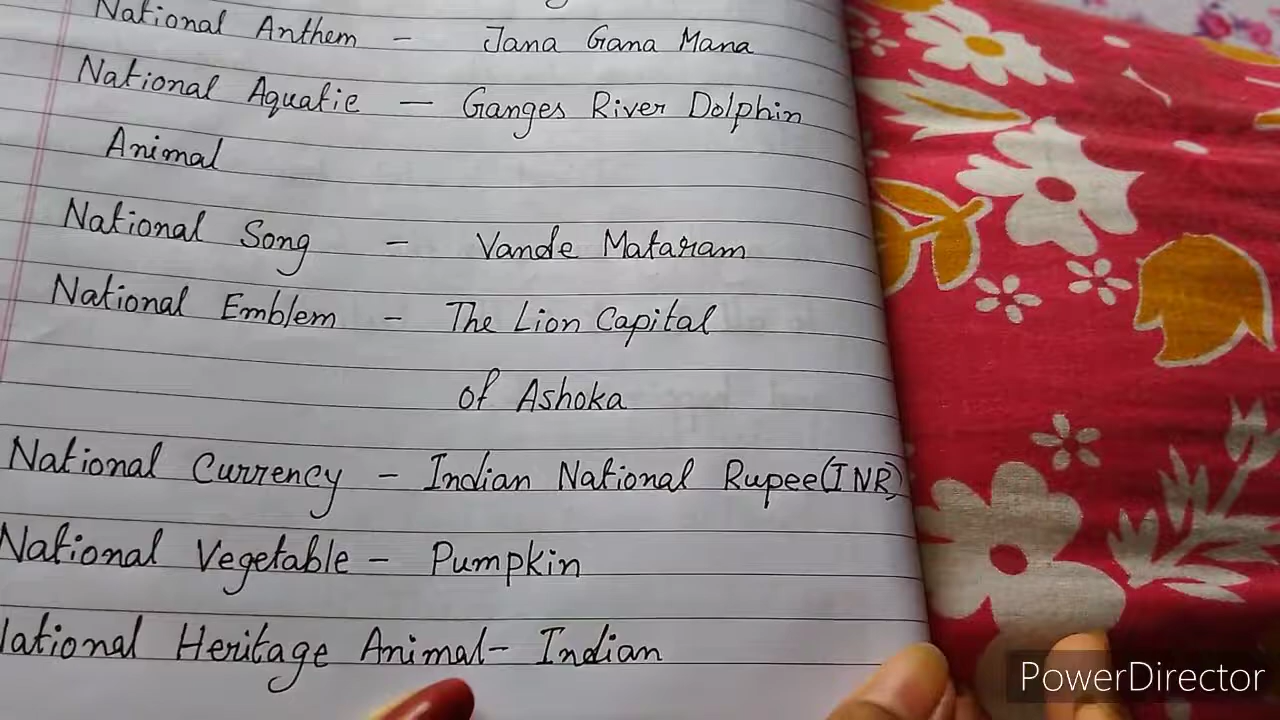 National Anthem - Jana Gana Mana
National Aquatic - Ganges River Dolphin
Animal
National Song - Vande Mataram
National Emblem - The Lion Capital
of Ashoka
National Currency - Indian National Rupee(INR)
National Vegetable - Pumpkin
National Heritage Animal- Indian
PowerDirector